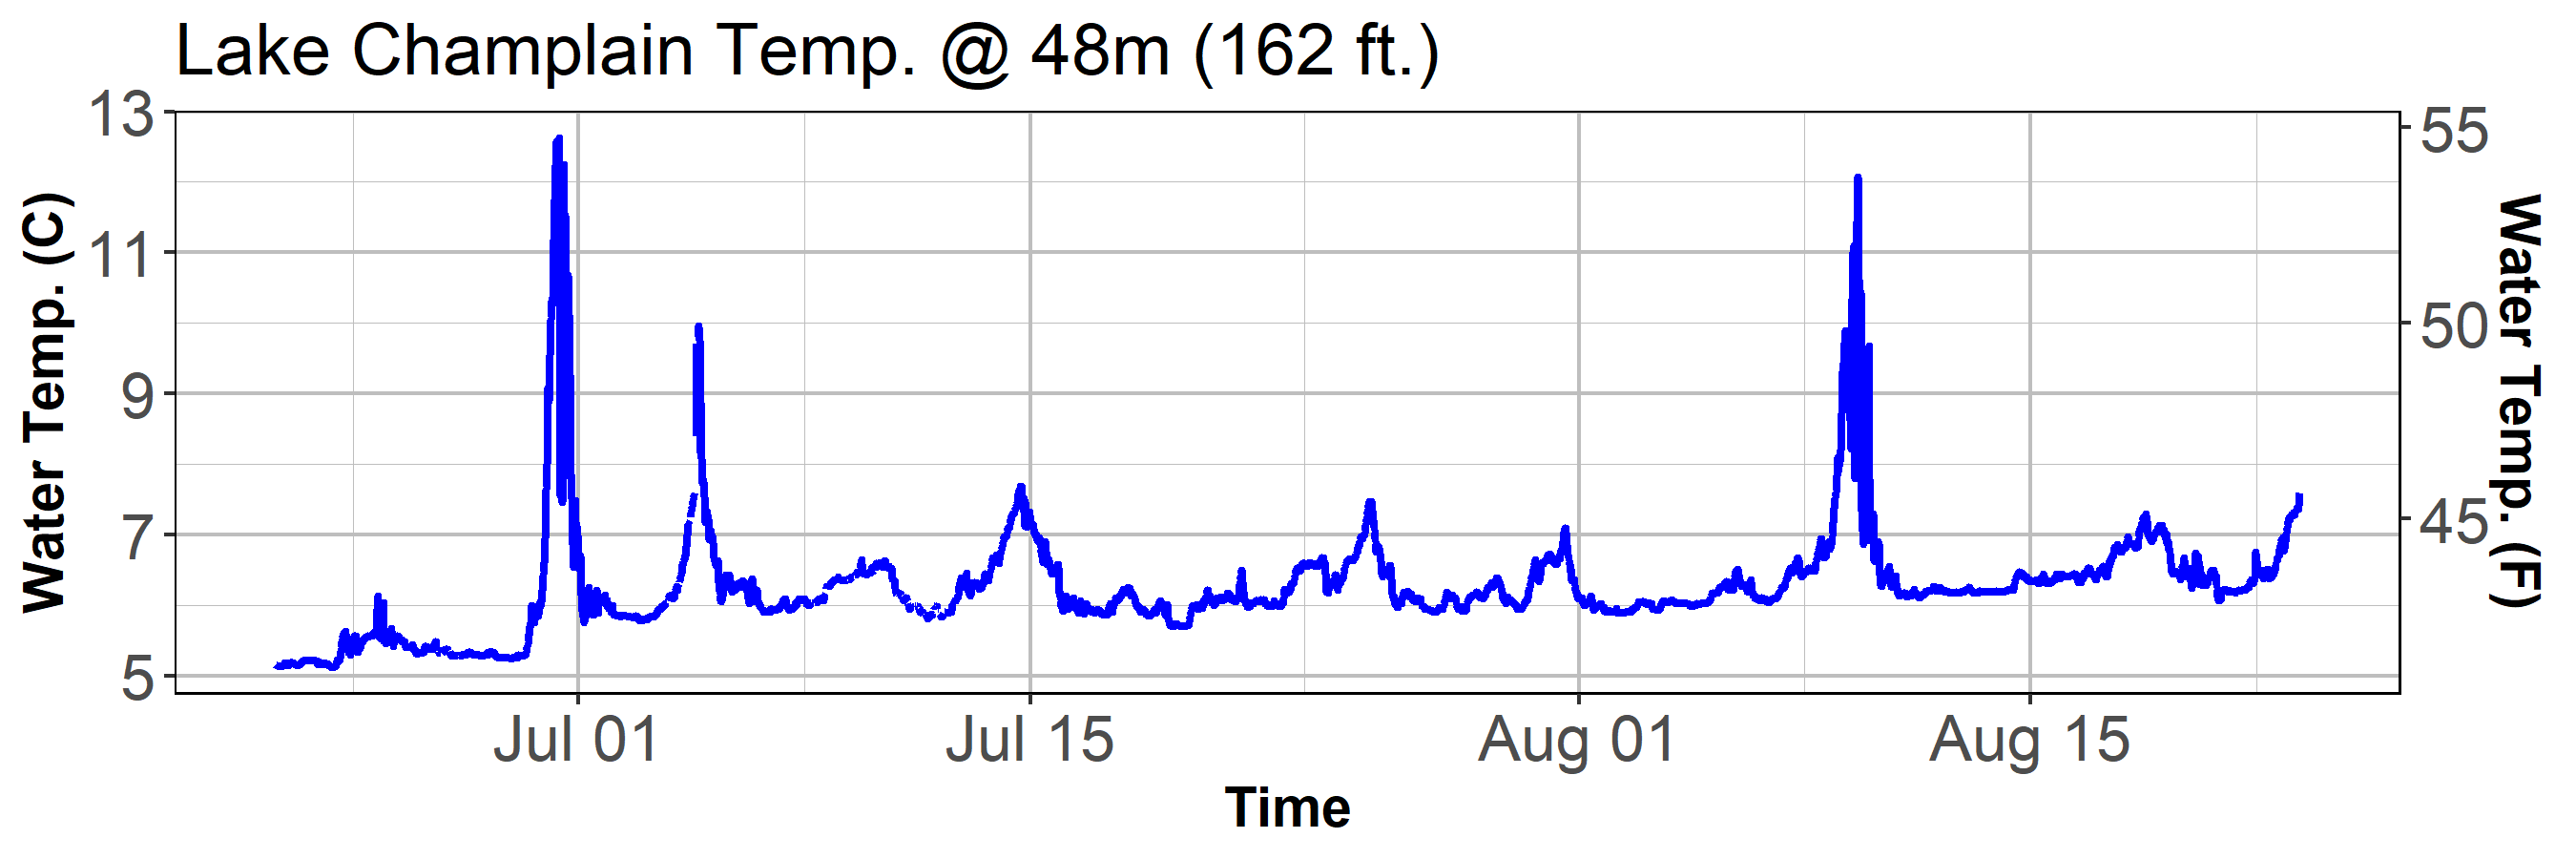 Lake Champlain Temp. @ 48m (162 ft.)
13
11
9
7
5
Water Temp. (C)
55
50
45
Water Temp. (F)
Jul 01
Jul 15
Aug 01
Aug 15
Time